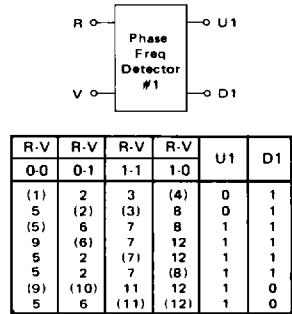 R U1
Phase
Freq
Detector
#1
V D1
R-V R-V R-V R-V U1 D1
0-0 0-1 1-1 1-0
(1) 2 3 (4) 0 1
5 (2) (3) 8 0 1
(5) 6 7 8 1 1
9 (6) 7 12 1 1
5 2 (7) 12 1 1
5 2 7 (8) 1 1
(9) (10) 11 12 1 0
5 6 (11) (12) 1 0